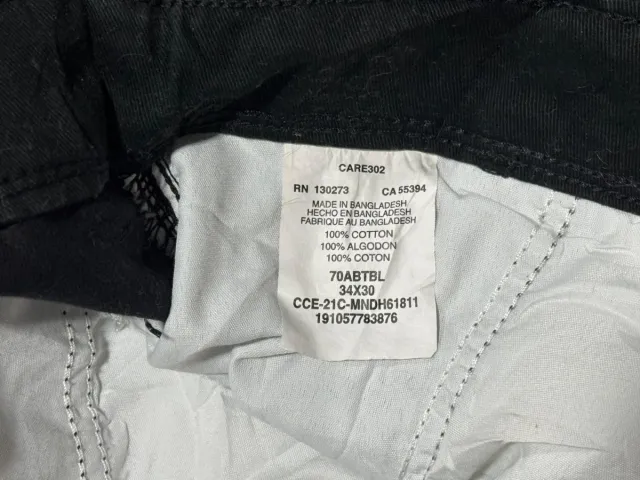 CARE302
RN 130273 CA 55394
MADE IN BANGLADESH
HECHO EN BANGLADESH
FABRIQUE AU BANGLADESH
100% COTTON
100% ALGODON
100% COTON
70ABTBL
34X30
CCE-21C-MNDH61811
191057783876